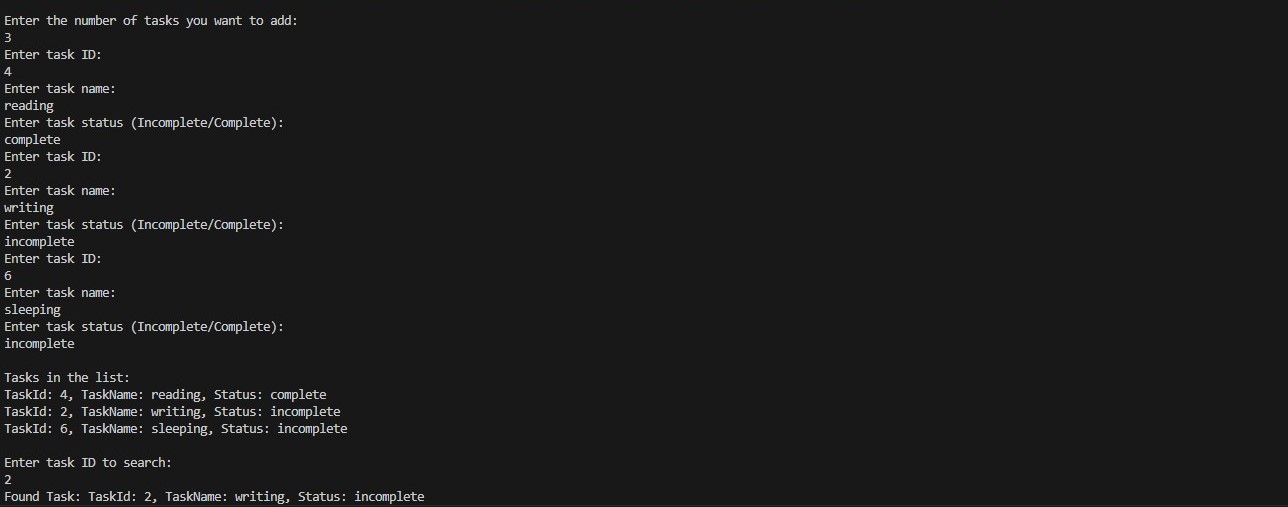 Enter the number of tasks you want to add:
3
Enter task ID:
4
Enter task name:
reading
Enter task status (Incomplete/Complete):
complete
Enter task ID:
2
Enter task name:
writing
Enter task status (Incomplete/Complete):
incomplete
Enter task ID:
6
Enter task name:
sleeping
Enter task status (Incomplete/Complete):
incomplete
Tasks in the list:
TaskId: 4, TaskName: reading, Status: complete
TaskId: 2, TaskName: writing, Status: incomplete
TaskId: 6, TaskName: sleeping, Status: incomplete
Enter task ID to search:
2
Found Task: TaskId: 2, TaskName: writing, Status: incomplete